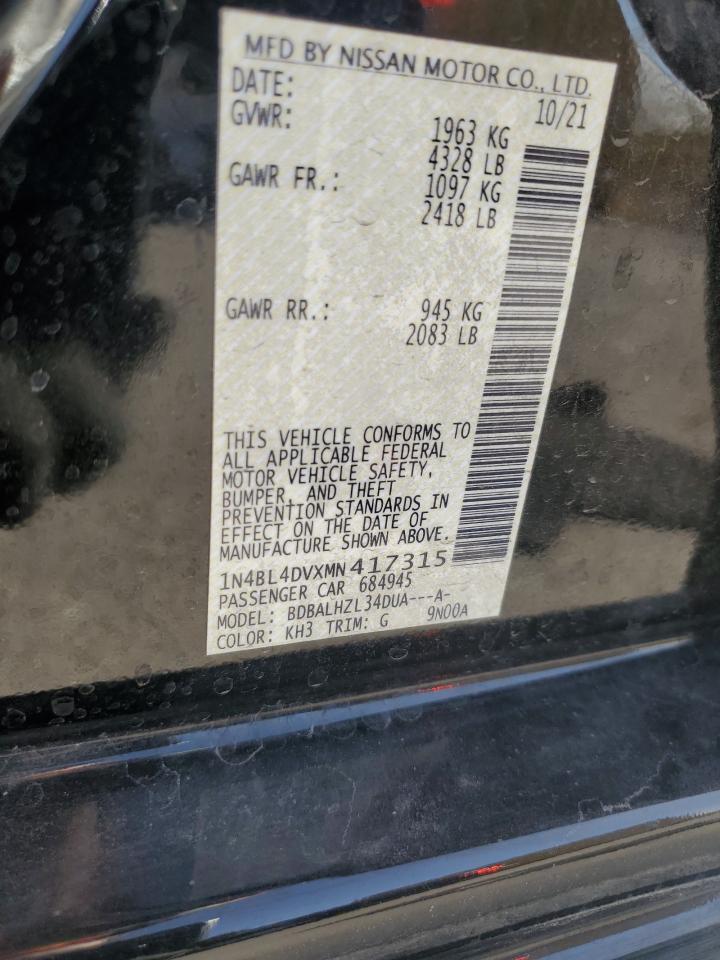 MFD BY NISSAN MOTOR CO., LTD.
DATE: 10/21
GVWR: 1963 KG
4328 LB
GAWR FR.: 1097 KG
2418 LB
GAWR RR.: 945 KG
2083 LB
THIS VEHICLE CONFORMS TO
ALL APPLICABLE FEDERAL
MOTOR VEHICLE SAFETY,
BUMPER, AND THEFT
PREVENTION STANDARDS IN
EFFECT ON THE DATE OF
MANUFACTURE SHOWN ABOVE.
1N4BL4DVXMN417315
PASSENGER CAR 684945
MODEL: BDBALHZL34DUA---A-
COLOR: KH3 TRIM: G 9N00A